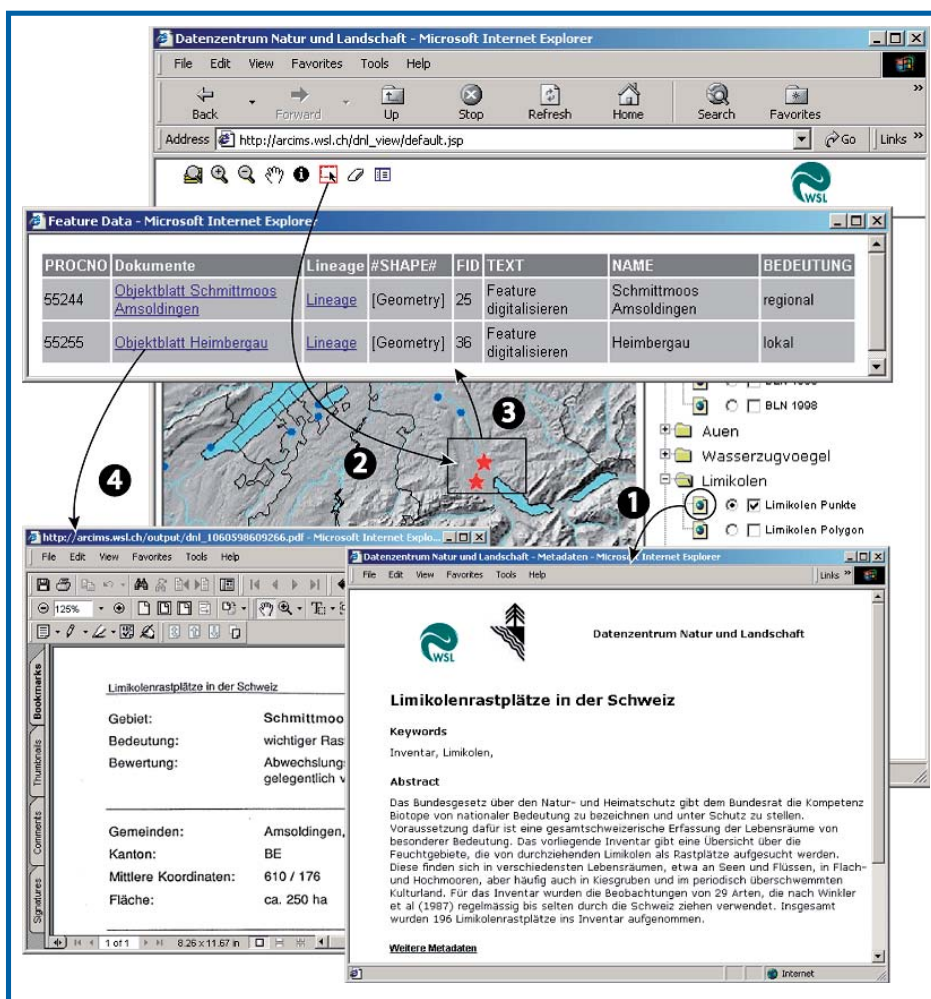 Datenzentrum Natur und Landschaft - Microsoft Internet Explorer
File Edit View Favorites Tools Help
Back Forward Up Stop Refresh Home Search Favorites »
Address http://arcims.wsl.ch/dnl_view/default.jsp Go Links »
WSL
Feature Data - Microsoft Internet Explorer
PROCNO Dokumente Lineage #SHAPE# FID TEXT NAME BEDEUTUNG
55244 Objektblatt Schmittmoos Amsoldingen Lineage [Geometry] 25 Feature digitalisieren Schmittmoos Amsoldingen regional
55255 Objektblatt Heimbergau Lineage [Geometry] 36 Feature digitalisieren Heimbergau lokal
BLN 1998
Auen
Wasserzugvoegel
Limikolen
Limikolen Punkte
Limikolen Polygon
1
2
3
4
http://arcims.wsl.ch/output/dnl_1060598609266.pdf - Microsoft Internet Explo...
File Edit View Favorites Tools Help
125%
Bookmarks
Thumbnails
Comments
Signatures
Limikolenrastplätze in der Schweiz
Gebiet: Schmittmoo
Bedeutung: wichtiger Ras
Bewertung: Abwechslung
gelegentlich v
Gemeinden: Amsoldingen,
Kanton: BE
Mittlere Koordinaten: 610 / 176
Fläche: ca. 250 ha
1 of 1 8.26 x 11.67 in
Datenzentrum Natur und Landschaft - Metadaten - Microsoft Internet Explorer
File Edit View Favorites Tools Help Links »
WSL
Datenzentrum Natur und Landschaft
Limikolenrastplätze in der Schweiz
Keywords
Inventar, Limikolen,
Abstract
Das Bundesgesetz über den Natur- und Heimatschutz gibt dem Bundesrat die Kompetenz
Biotope von nationaler Bedeutung zu bezeichnen und unter Schutz zu stellen.
Voraussetzung dafür ist eine gesamtschweizerische Erfassung der Lebensräume von
besonderer Bedeutung. Das vorliegende Inventar gibt eine Übersicht über die
Feuchtgebiete, die von durchziehenden Limikolen als Rastplätze aufgesucht werden.
Diese finden sich in verschiedensten Lebensräumen, etwa an Seen und Flüssen, in Flach-
und Hochmooren, aber häufig auch in Kiesgruben und im periodisch überschwemmten
Kulturland. Für das Inventar wurden die Beobachtungen von 29 Arten, die nach Winkler
et al (1987) regelmässig bis selten durch die Schweiz ziehen verwendet. Insgesamt
wurden 196 Limikolenrastplätze ins Inventar aufgenommen.
Weitere Metadaten
Internet